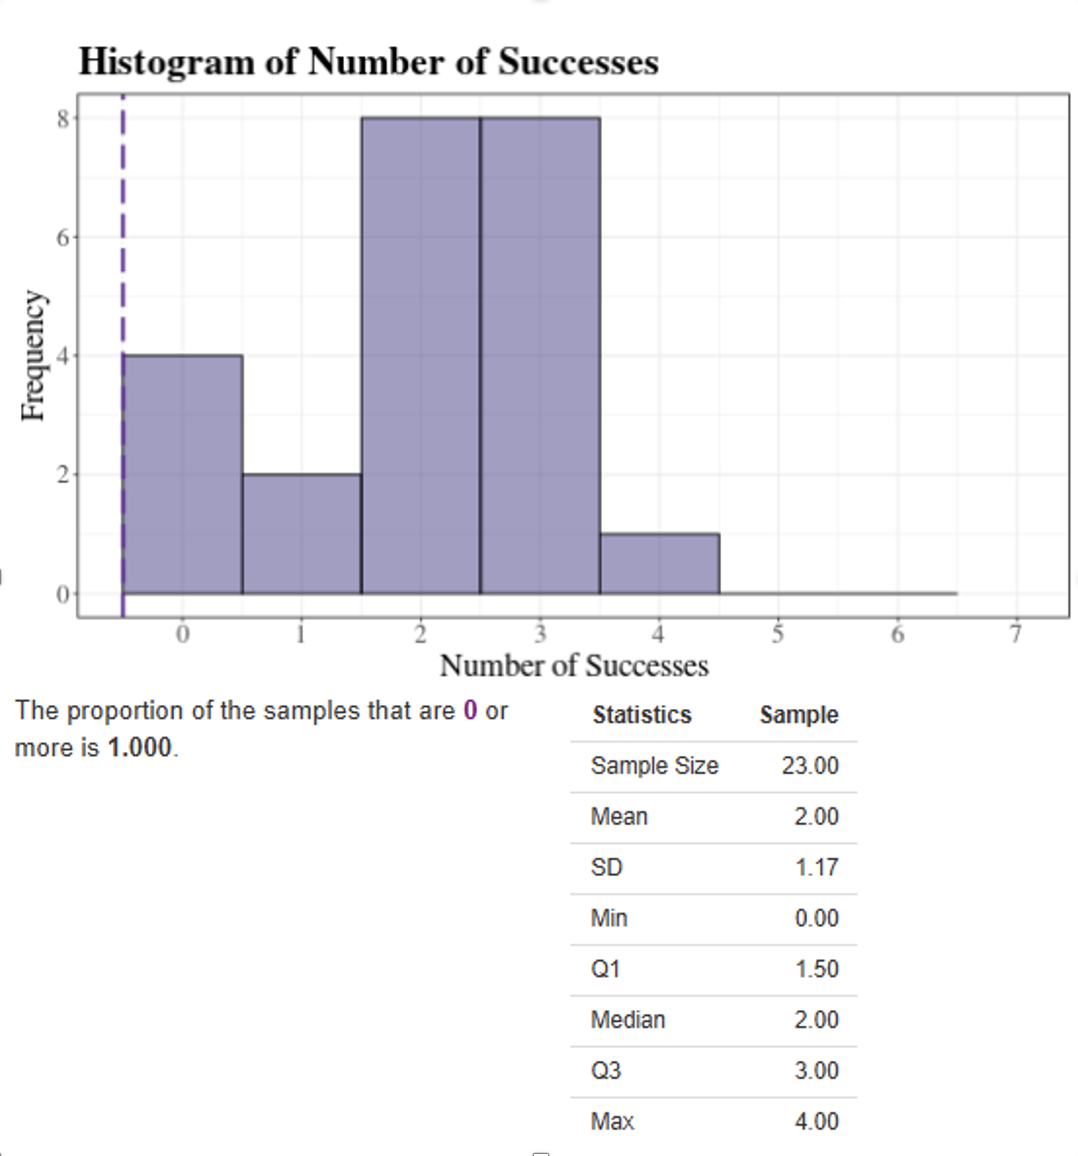 Histogram of Number of Successes
8
6
4
2
0
Frequency
0 1 2 3 4 5 6 7
Number of Successes
The proportion of the samples that are 0 or
more is 1.000.
Statistics Sample
Sample Size 23.00
Mean 2.00
SD 1.17
Min 0.00
Q1 1.50
Median 2.00
Q3 3.00
Max 4.00